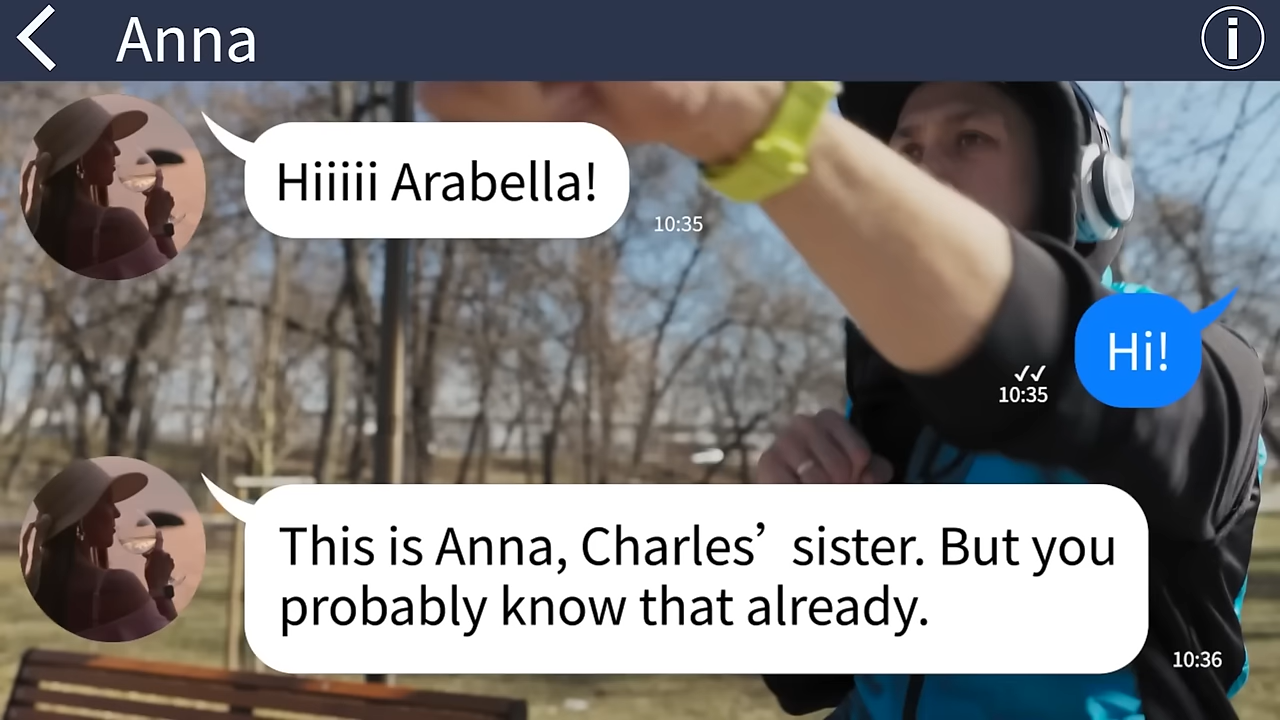 Anna
Hiiiii Arabella!
10:35
Hi!
10:35
This is Anna, Charles’ sister. But you
probably know that already.
10:36